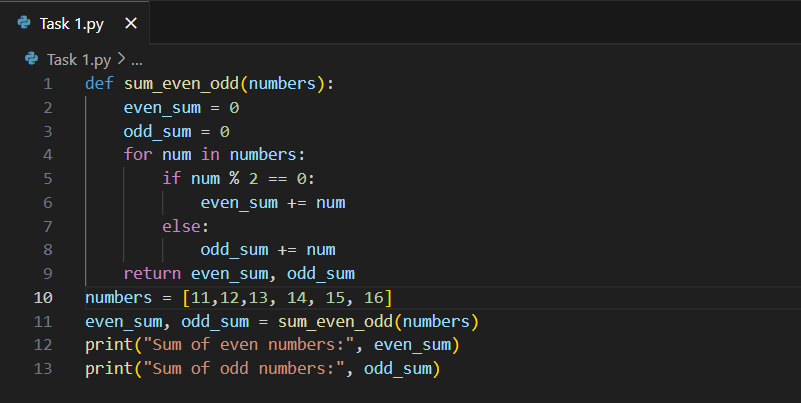 Task 1.py ×
Task 1.py > ...
1 def sum_even_odd(numbers):
2     even_sum = 0
3     odd_sum = 0
4     for num in numbers:
5         if num % 2 == 0:
6             even_sum += num
7         else:
8             odd_sum += num
9     return even_sum, odd_sum
10 numbers = [11,12,13, 14, 15, 16]
11 even_sum, odd_sum = sum_even_odd(numbers)
12 print("Sum of even numbers:", even_sum)
13 print("Sum of odd numbers:", odd_sum)